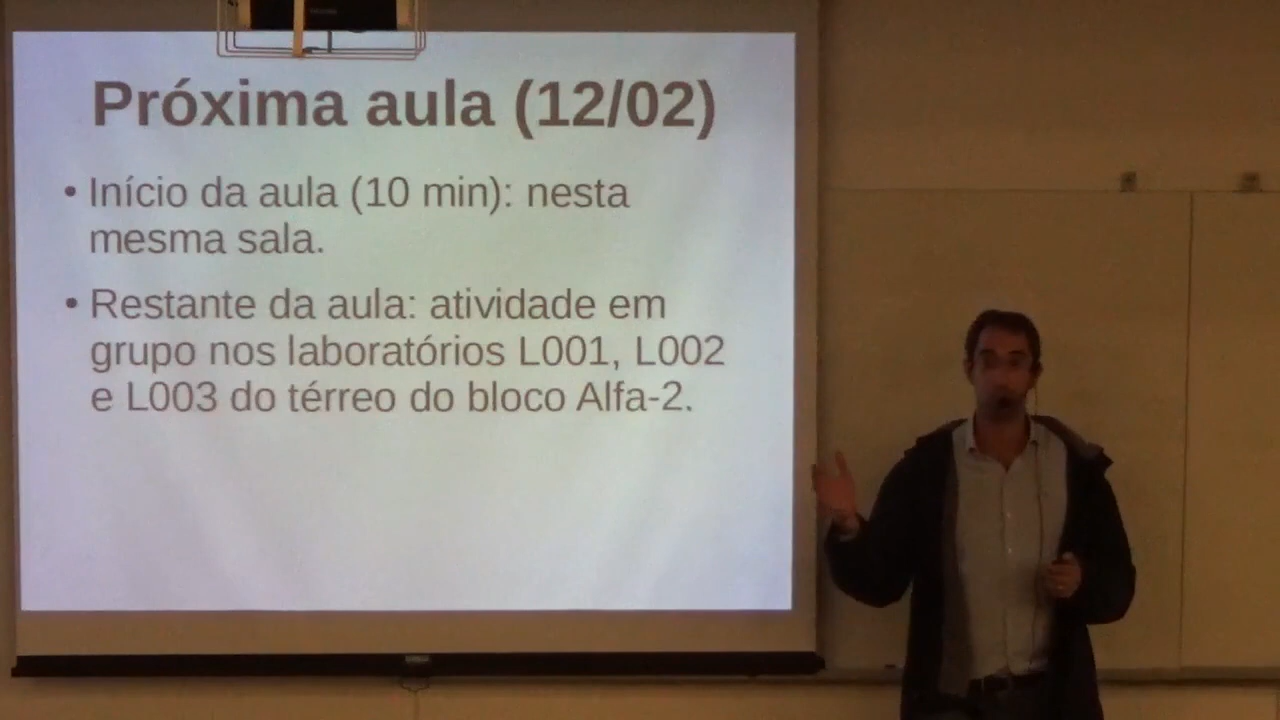 Próxima aula (12/02)
• Início da aula (10 min): nesta
mesma sala.
• Restante da aula: atividade em
grupo nos laboratórios L001, L002
e L003 do térreo do bloco Alfa-2.